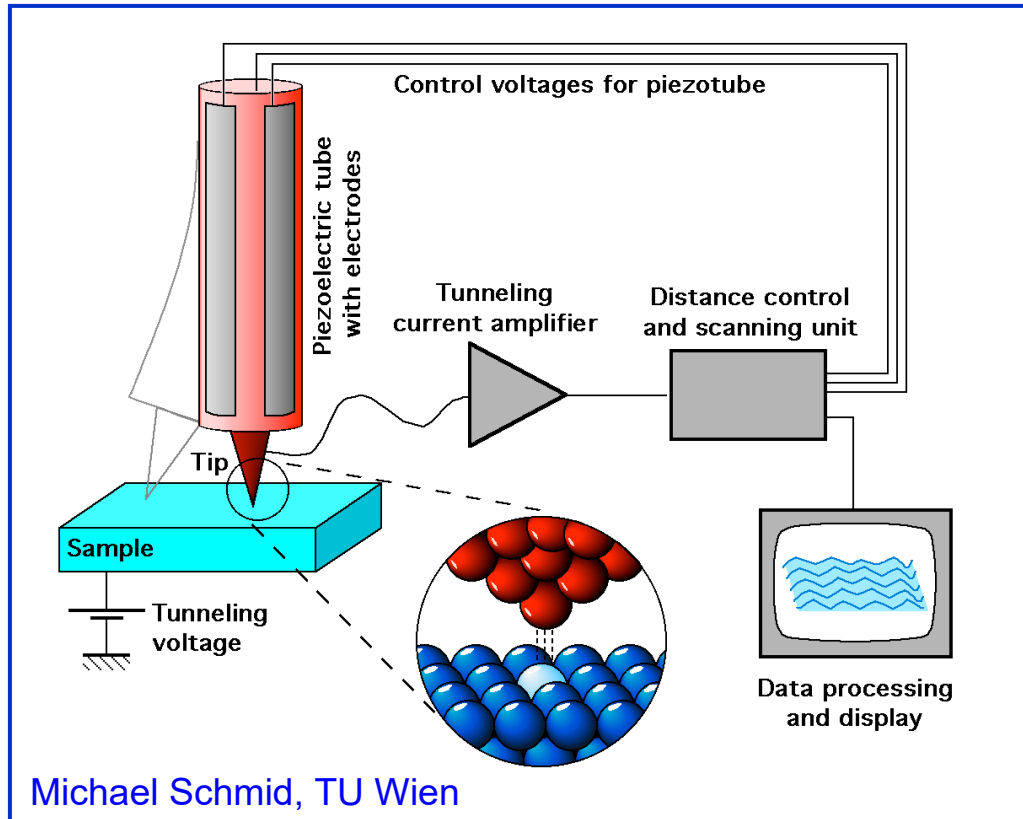 Control voltages for piezotube
Piezoelectric tube
with electrodes
Tunneling
current amplifier
Distance control
and scanning unit
Tip
Sample
Tunneling
voltage
Data processing
and display
Michael Schmid, TU Wien